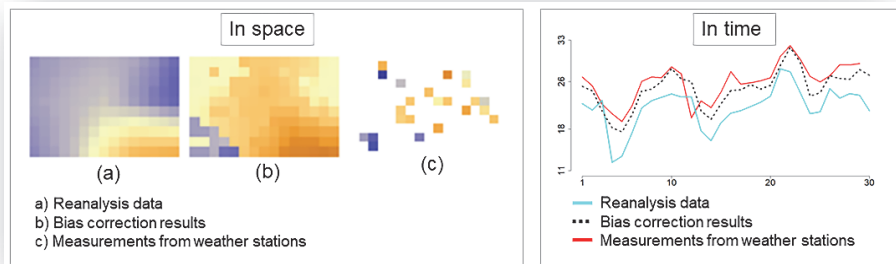 In space
(a)
(b)
(c)
a) Reanalysis data
b) Bias correction results
c) Measurements from weather stations
In time
33
26
18
11
1
10
20
30
Reanalysis data
Bias correction results
Measurements from weather stations